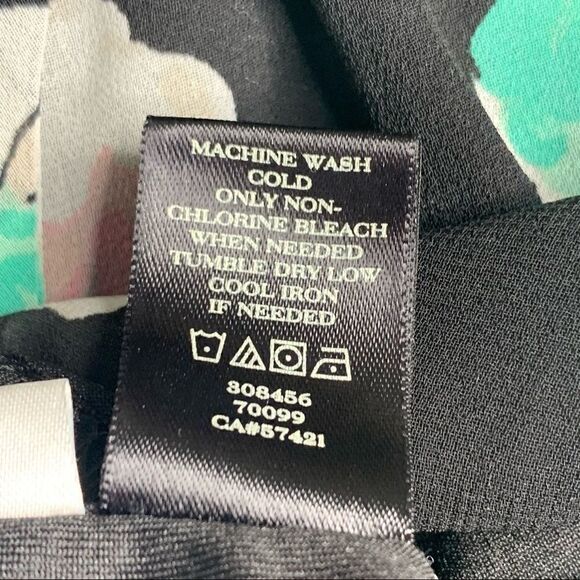 MACHINE WASH
COLD
ONLY NON-
CHLORINE BLEACH
WHEN NEEDED
TUMBLE DRY LOW
COOL IRON
IF NEEDED
808456
70099
CA#57421